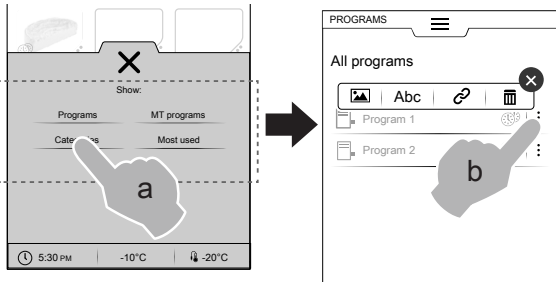 Show:
Programs MT programs
Categories Most used
a
5:30 PM -10°C -20°C
PROGRAMS
All programs
Abc
Program 1
Program 2
b